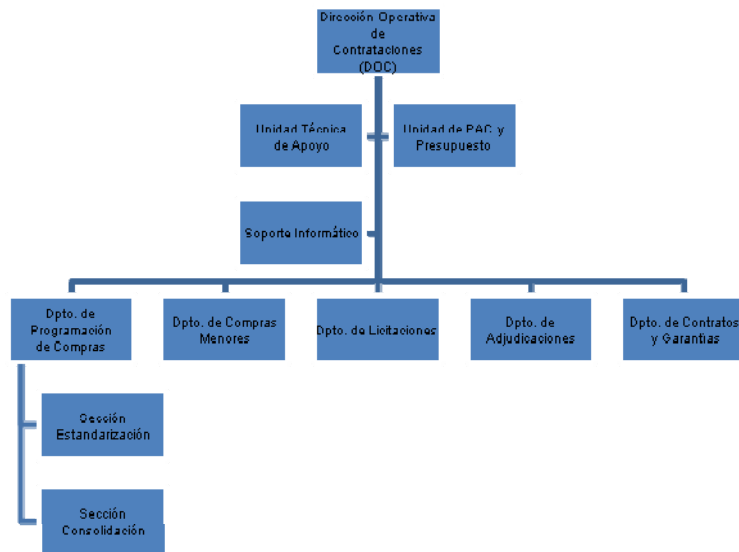 Dirección Operativa
de
Contrataciones
(DOC)
Unidad Técnica
de Apoyo
Unidad de PAC y
Presupuesto
Soporte Informático
Dpto. de
Programación
de Compras
Dpto. de Compras
Menores
Dpto. de Licitaciones
Dpto. de
Adjudicaciones
Dpto. de Contratos
y Garantías
Sección
Estandarización
Sección
Consolidación